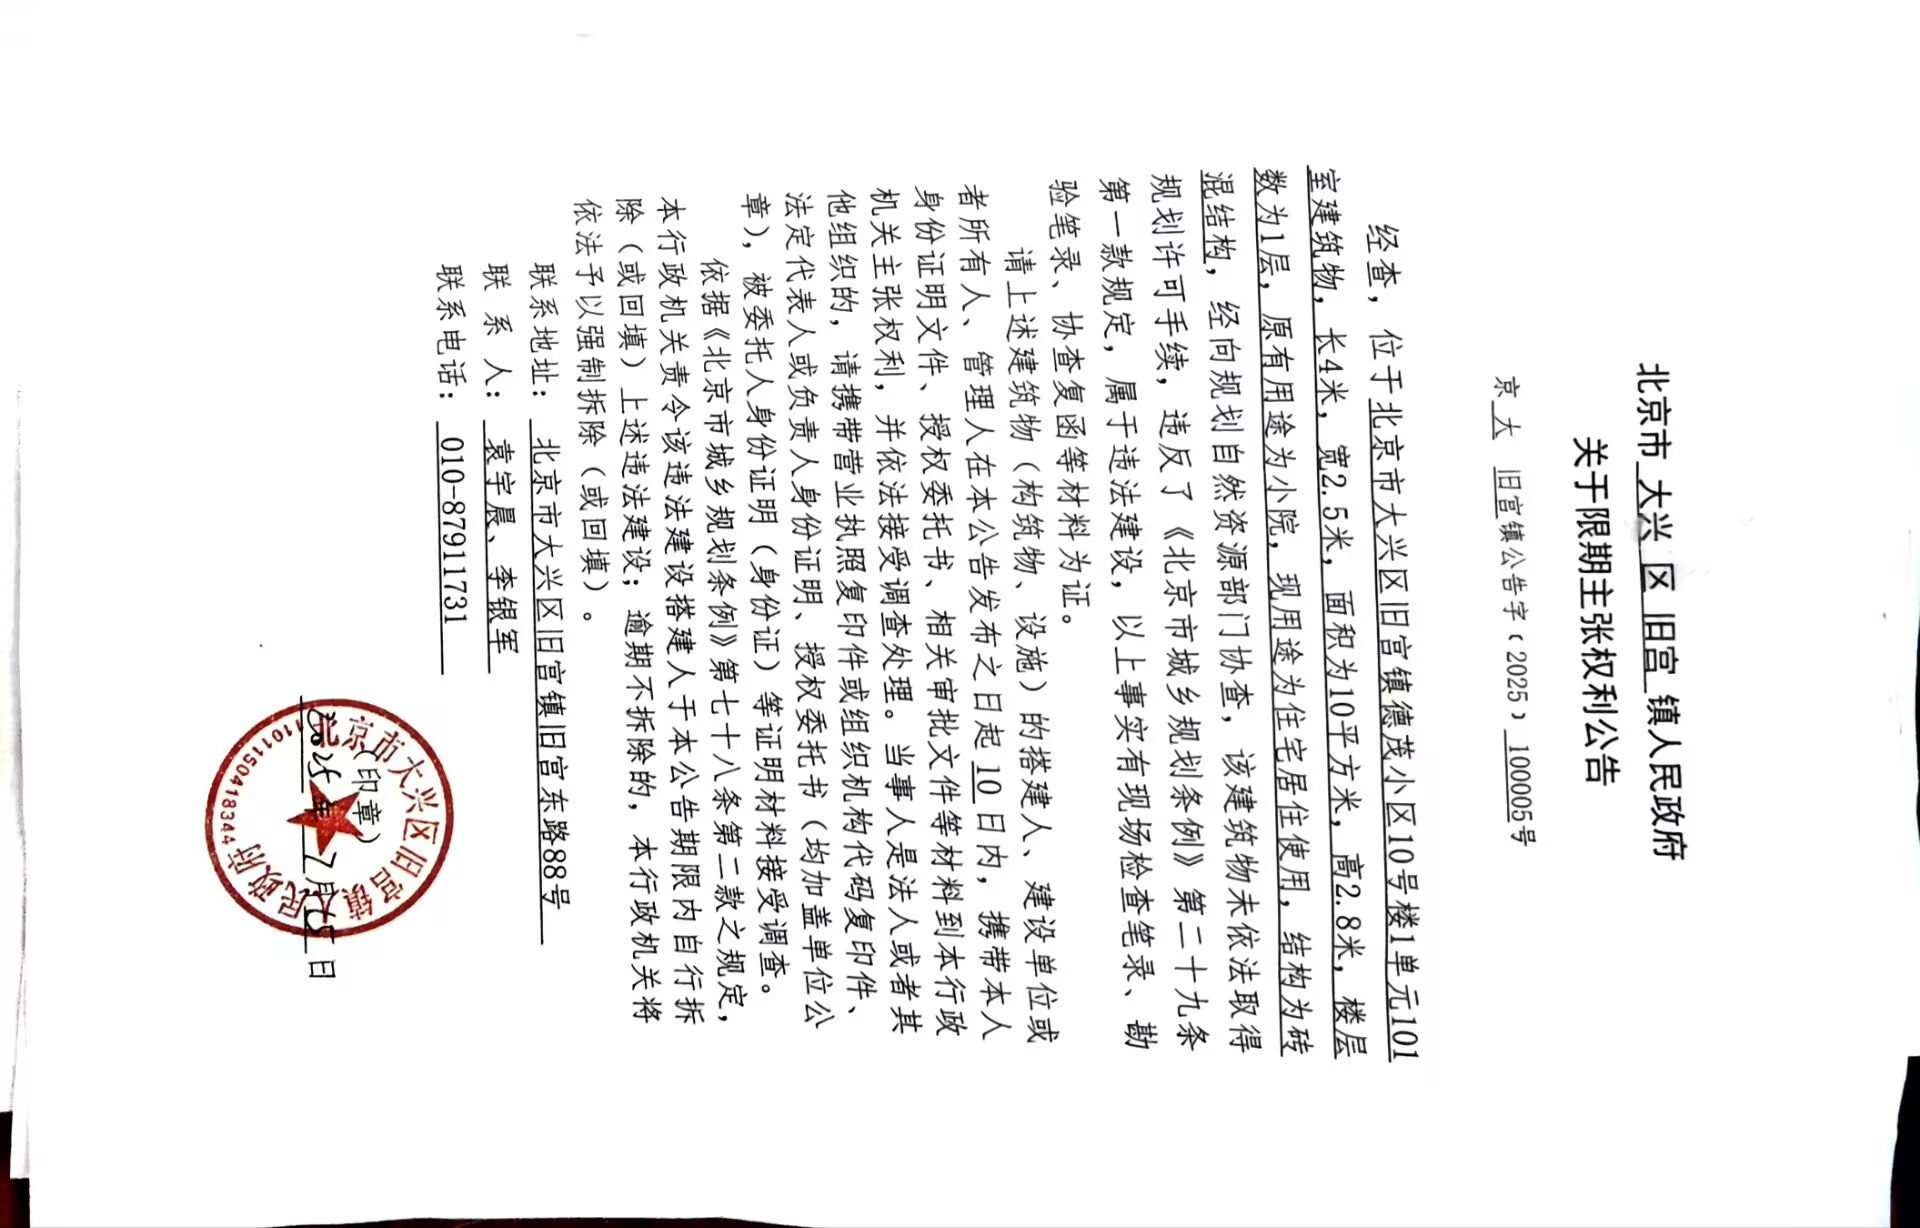 北京市 大兴 区 旧宫 镇人民政府
关于限期主张权利公告
京 大 旧宫镇公告字（2025）100005号
经查，位于北京市大兴区旧宫镇德茂小区10号楼1单元101
室建筑物，长4米，宽2.5米，面积为10平方米，高2.8米，楼层
数为1层，原有用途为小院，现用途为住宅居住使用，结构为砖
混结构，经向规划自然资源部门协查，该建筑物未依法取得
规划许可手续，违反了《北京市城乡规划条例》第二十九条
第一款规定，属于违法建设，以上事实有现场检查笔录、勘
验笔录、协查复函等材料为证。
请上述建筑物（构筑物、设施）的搭建人、建设单位或
者所有人、管理人在本公告发布之日起10日内，携带本人
身份证明文件、授权委托书、相关审批文件等材料到本行政
机关主张权利，并依法接受调查处理。当事人是法人或者其
他组织的，请携带营业执照复印件或组织机构代码复印件、
法定代表人或负责人身份证明、授权委托书（均加盖单位公
章），被委托人身份证明（身份证）等证明材料接受调查。
依据《北京市城乡规划条例》第七十八条第二款之规定，
本行政机关责令该违法建设搭建人于本公告期限内自行拆
除（或回填）上述违法建设；逾期不拆除的，本行政机关将
依法予以强制拆除（或回填）。
联系地址：北京市大兴区旧宫镇旧宫东路88号
联 系 人：袁宇晨、李银军
联系电话：010-87911731
（印章）
2025年7月25日
北京市大兴区旧宫镇人民政府
1101150418344